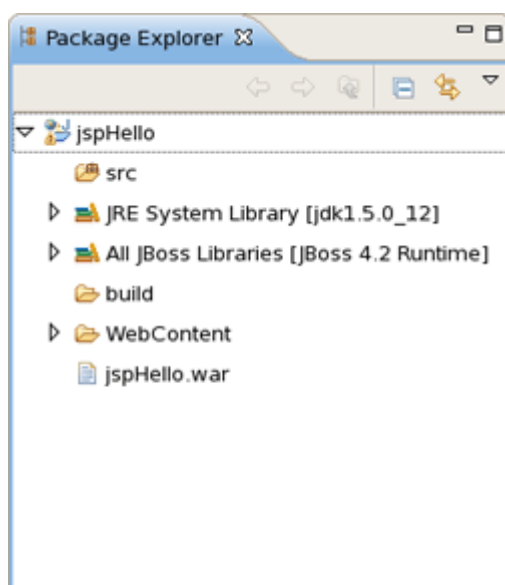 Package Explorer
jspHello
src
JRE System Library [jdk1.5.0_12]
All JBoss Libraries [JBoss 4.2 Runtime]
build
WebContent
jspHello.war